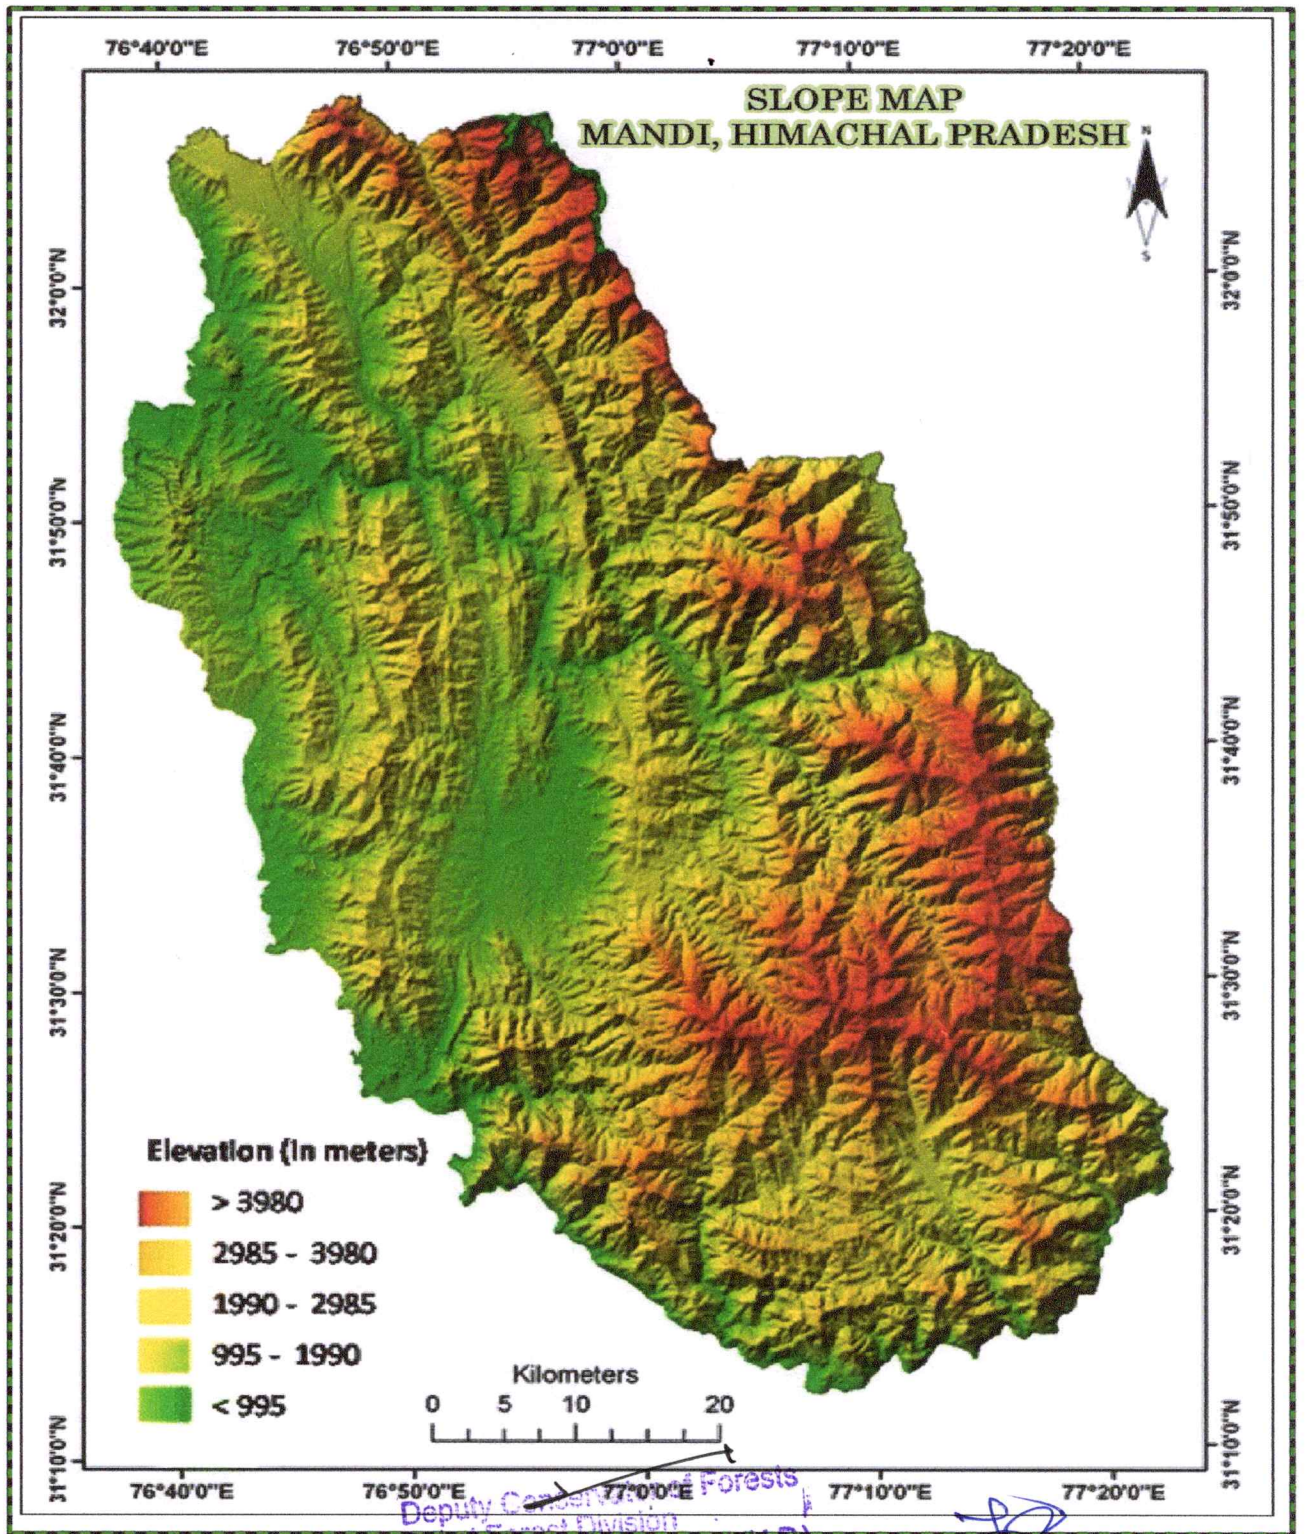 76°40'0"E 76°50'0"E 77°0'0"E 77°10'0"E 77°20'0"E
SLOPE MAP
MANDI, HIMACHAL PRADESH
N
S
32°0'0"N
31°50'0"N
31°40'0"N
31°30'0"N
31°20'0"N
31°10'0"N
32°0'0"N
31°50'0"N
31°40'0"N
31°30'0"N
31°20'0"N
31°10'0"N
Elevation (In meters)
> 3980
2985 - 3980
1990 - 2985
995 - 1990
< 995
Kilometers
0 5 10 20
76°40'0"E 76°50'0"E 77°0'0"E 77°10'0"E 77°20'0"E
Deputy Conservator of Forests
Forest Division